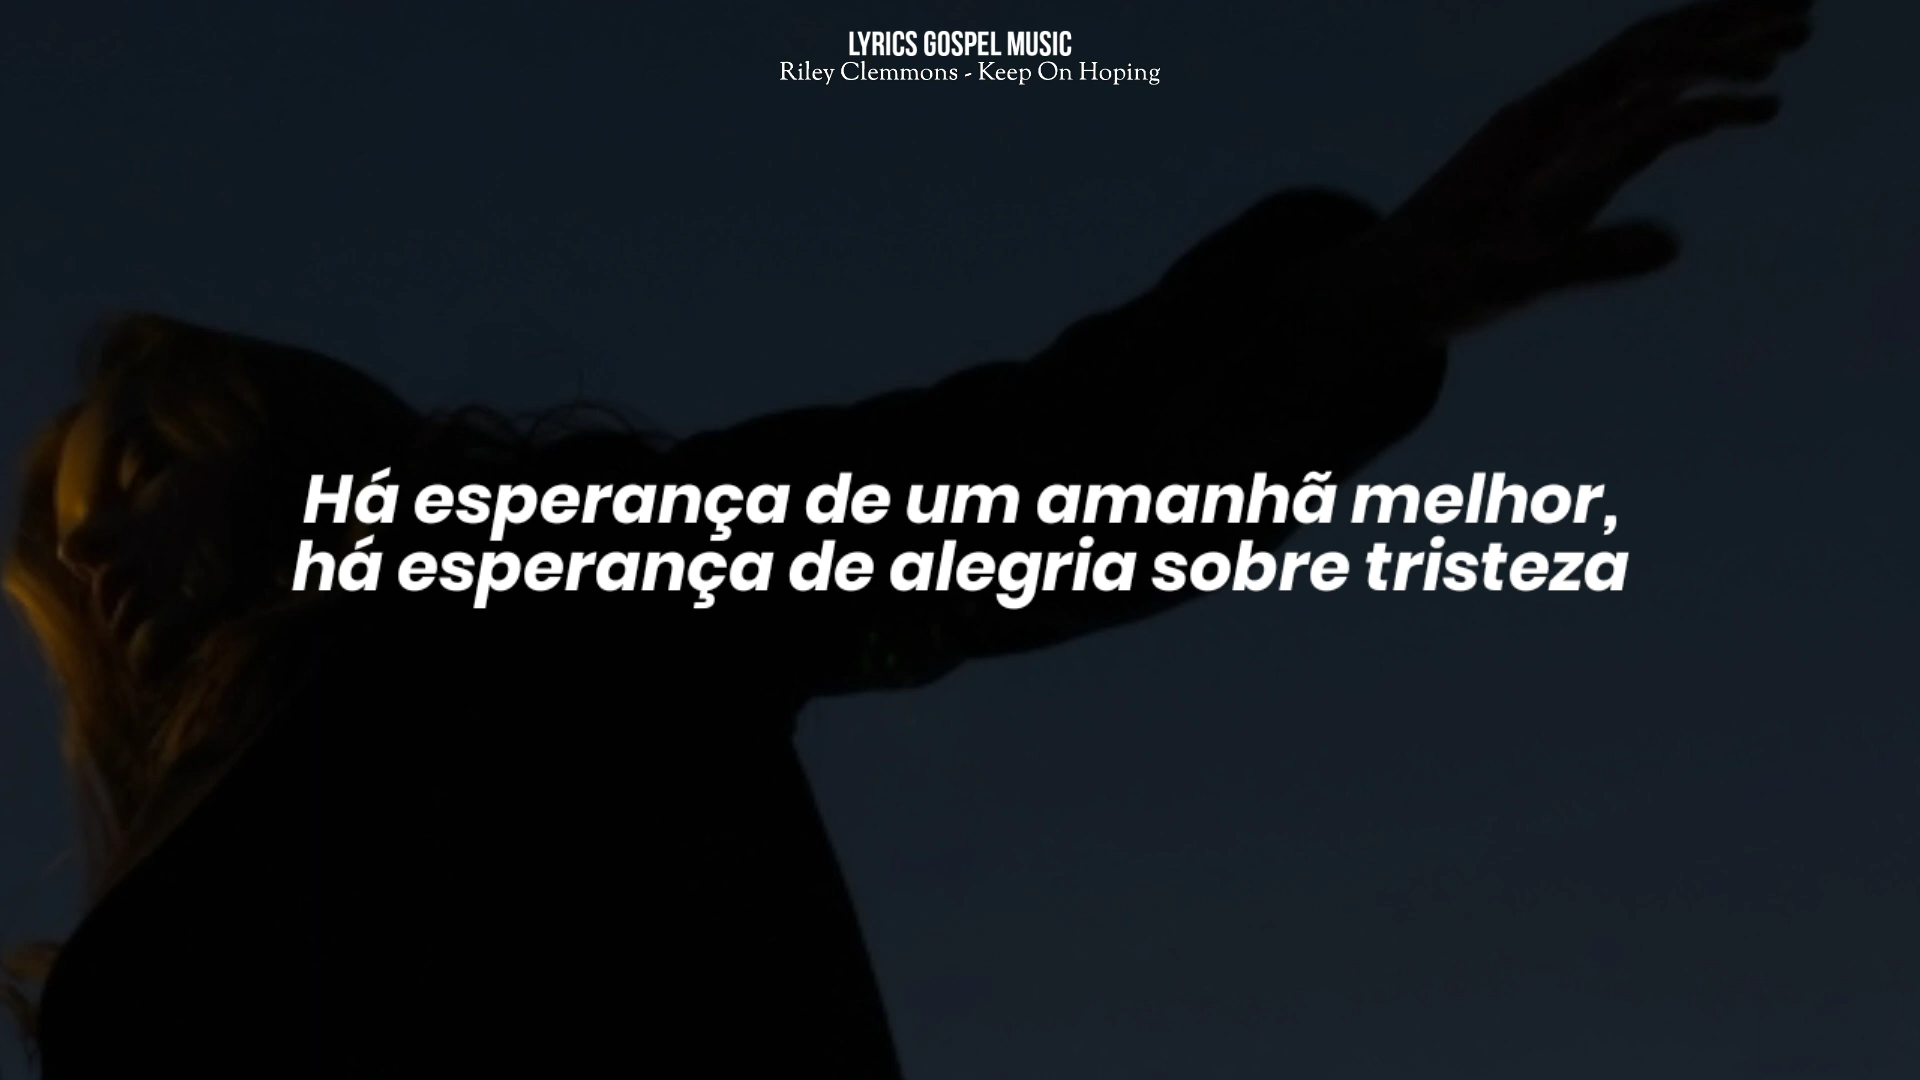 LYRICS GOSPEL MUSIC
Riley Clemmons - Keep On Hoping
Há esperança de um amanhã melhor,
há esperança de alegria sobre tristeza